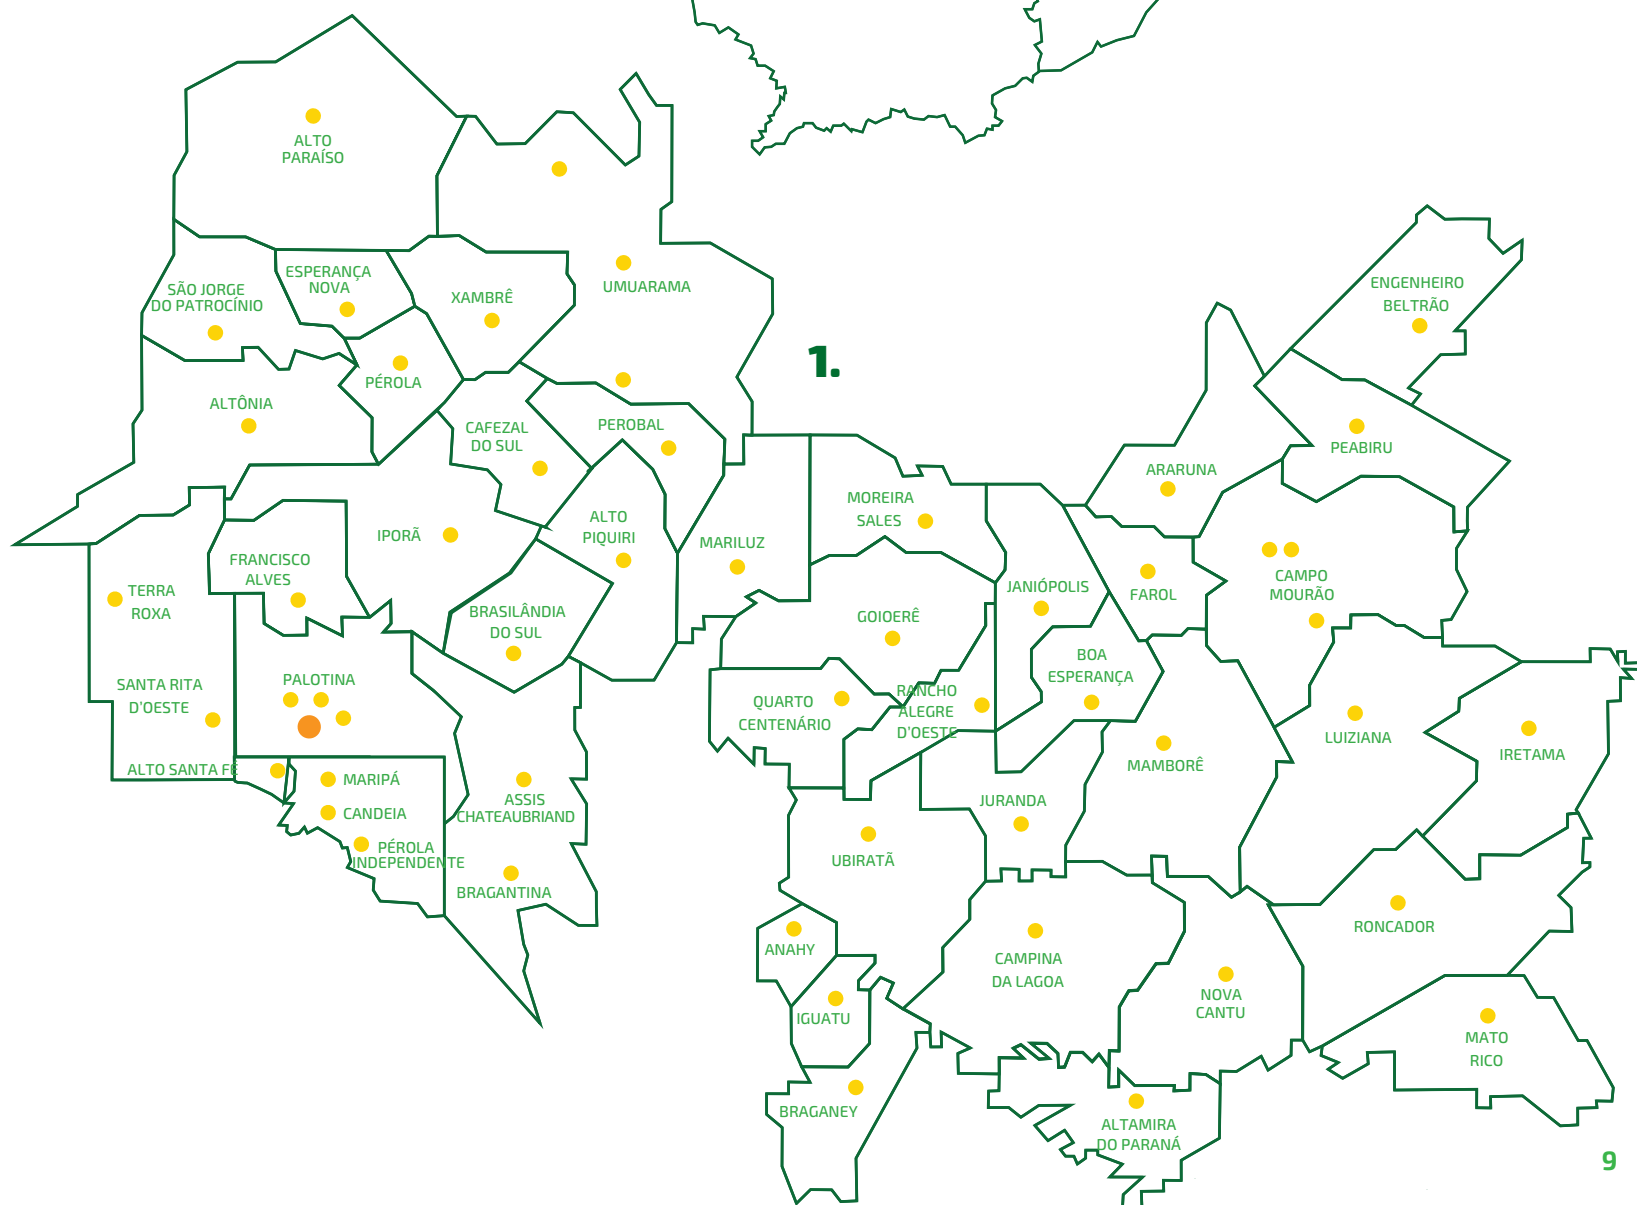 ALTO
PARAÍSO
ESPERANÇA
NOVA
SÃO JORGE
DO PATROCÍNIO
XAMBRÊ
UMUARAMA
ENGENHEIRO
BELTRÃO
1.
PÉROLA
ALTÔNIA
CAFEZAL
DO SUL
PEROBAL
PEABIRU
ARARUNA
MOREIRA
SALES
ALTO
PIQUIRI
IPORÃ
MARILUZ
FRANCISCO
ALVES
TERRA
ROXA
BRASILÂNDIA
DO SUL
GOIOERÊ
JANIÓPOLIS
FAROL
CAMPO
MOURÃO
BOA
ESPERANÇA
PALOTINA
SANTA RITA
D'OESTE
QUARTO
CENTENÁRIO
RANCHO
ALEGRE
D'OESTE
LUIZIANA
IRETAMA
MAMBORÊ
ALTO SANTA FÉ
MARIPÁ
CANDEIA
PÉROLA
INDEPENDENTE
ASSIS
CHATEAUBRIAND
BRAGANTINA
JURANDA
UBIRATÃ
RONCADOR
ANAHY
CAMPINA
DA LAGOA
NOVA
CANTU
IGUATU
MATO
RICO
BRAGANEY
ALTAMIRA
DO PARANÁ
9